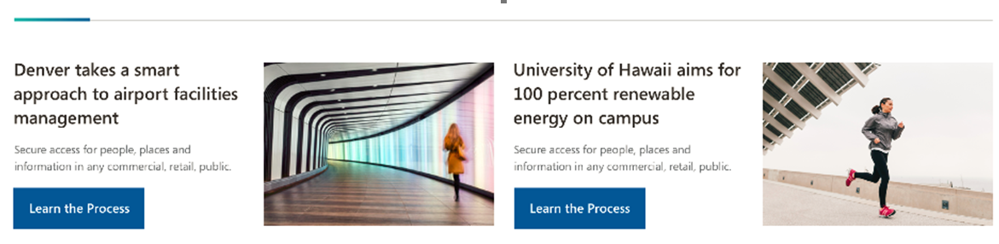 Denver takes a smart
approach to airport facilities
management
Secure access for people, places and
information in any commercial, retail, public.
Learn the Process
University of Hawaii aims for
100 percent renewable
energy on campus
Secure access for people, places and
information in any commercial, retail, public.
Learn the Process